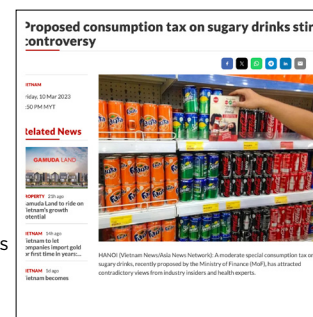 Proposed consumption tax on sugary drinks stir
controversy
VIETNAM
Friday, 10 Mar 2023
:50 PM MYT
Related News
GAMUDA LAND
PROPERTY 21h ago
Gamuda Land to ride on
Vietnam's growth
potential
VIETNAM 14h ago
Vietnam to let
companies import gold
for first time in years;...
VIETNAM 1d ago
Vietnam becomes
s
HANOI (Vietnam News/Asia News Network): A moderate special consumption tax on
sugary drinks, recently proposed by the Ministry of Finance (MoF), has attracted
contradictory views from industry insiders and health experts.